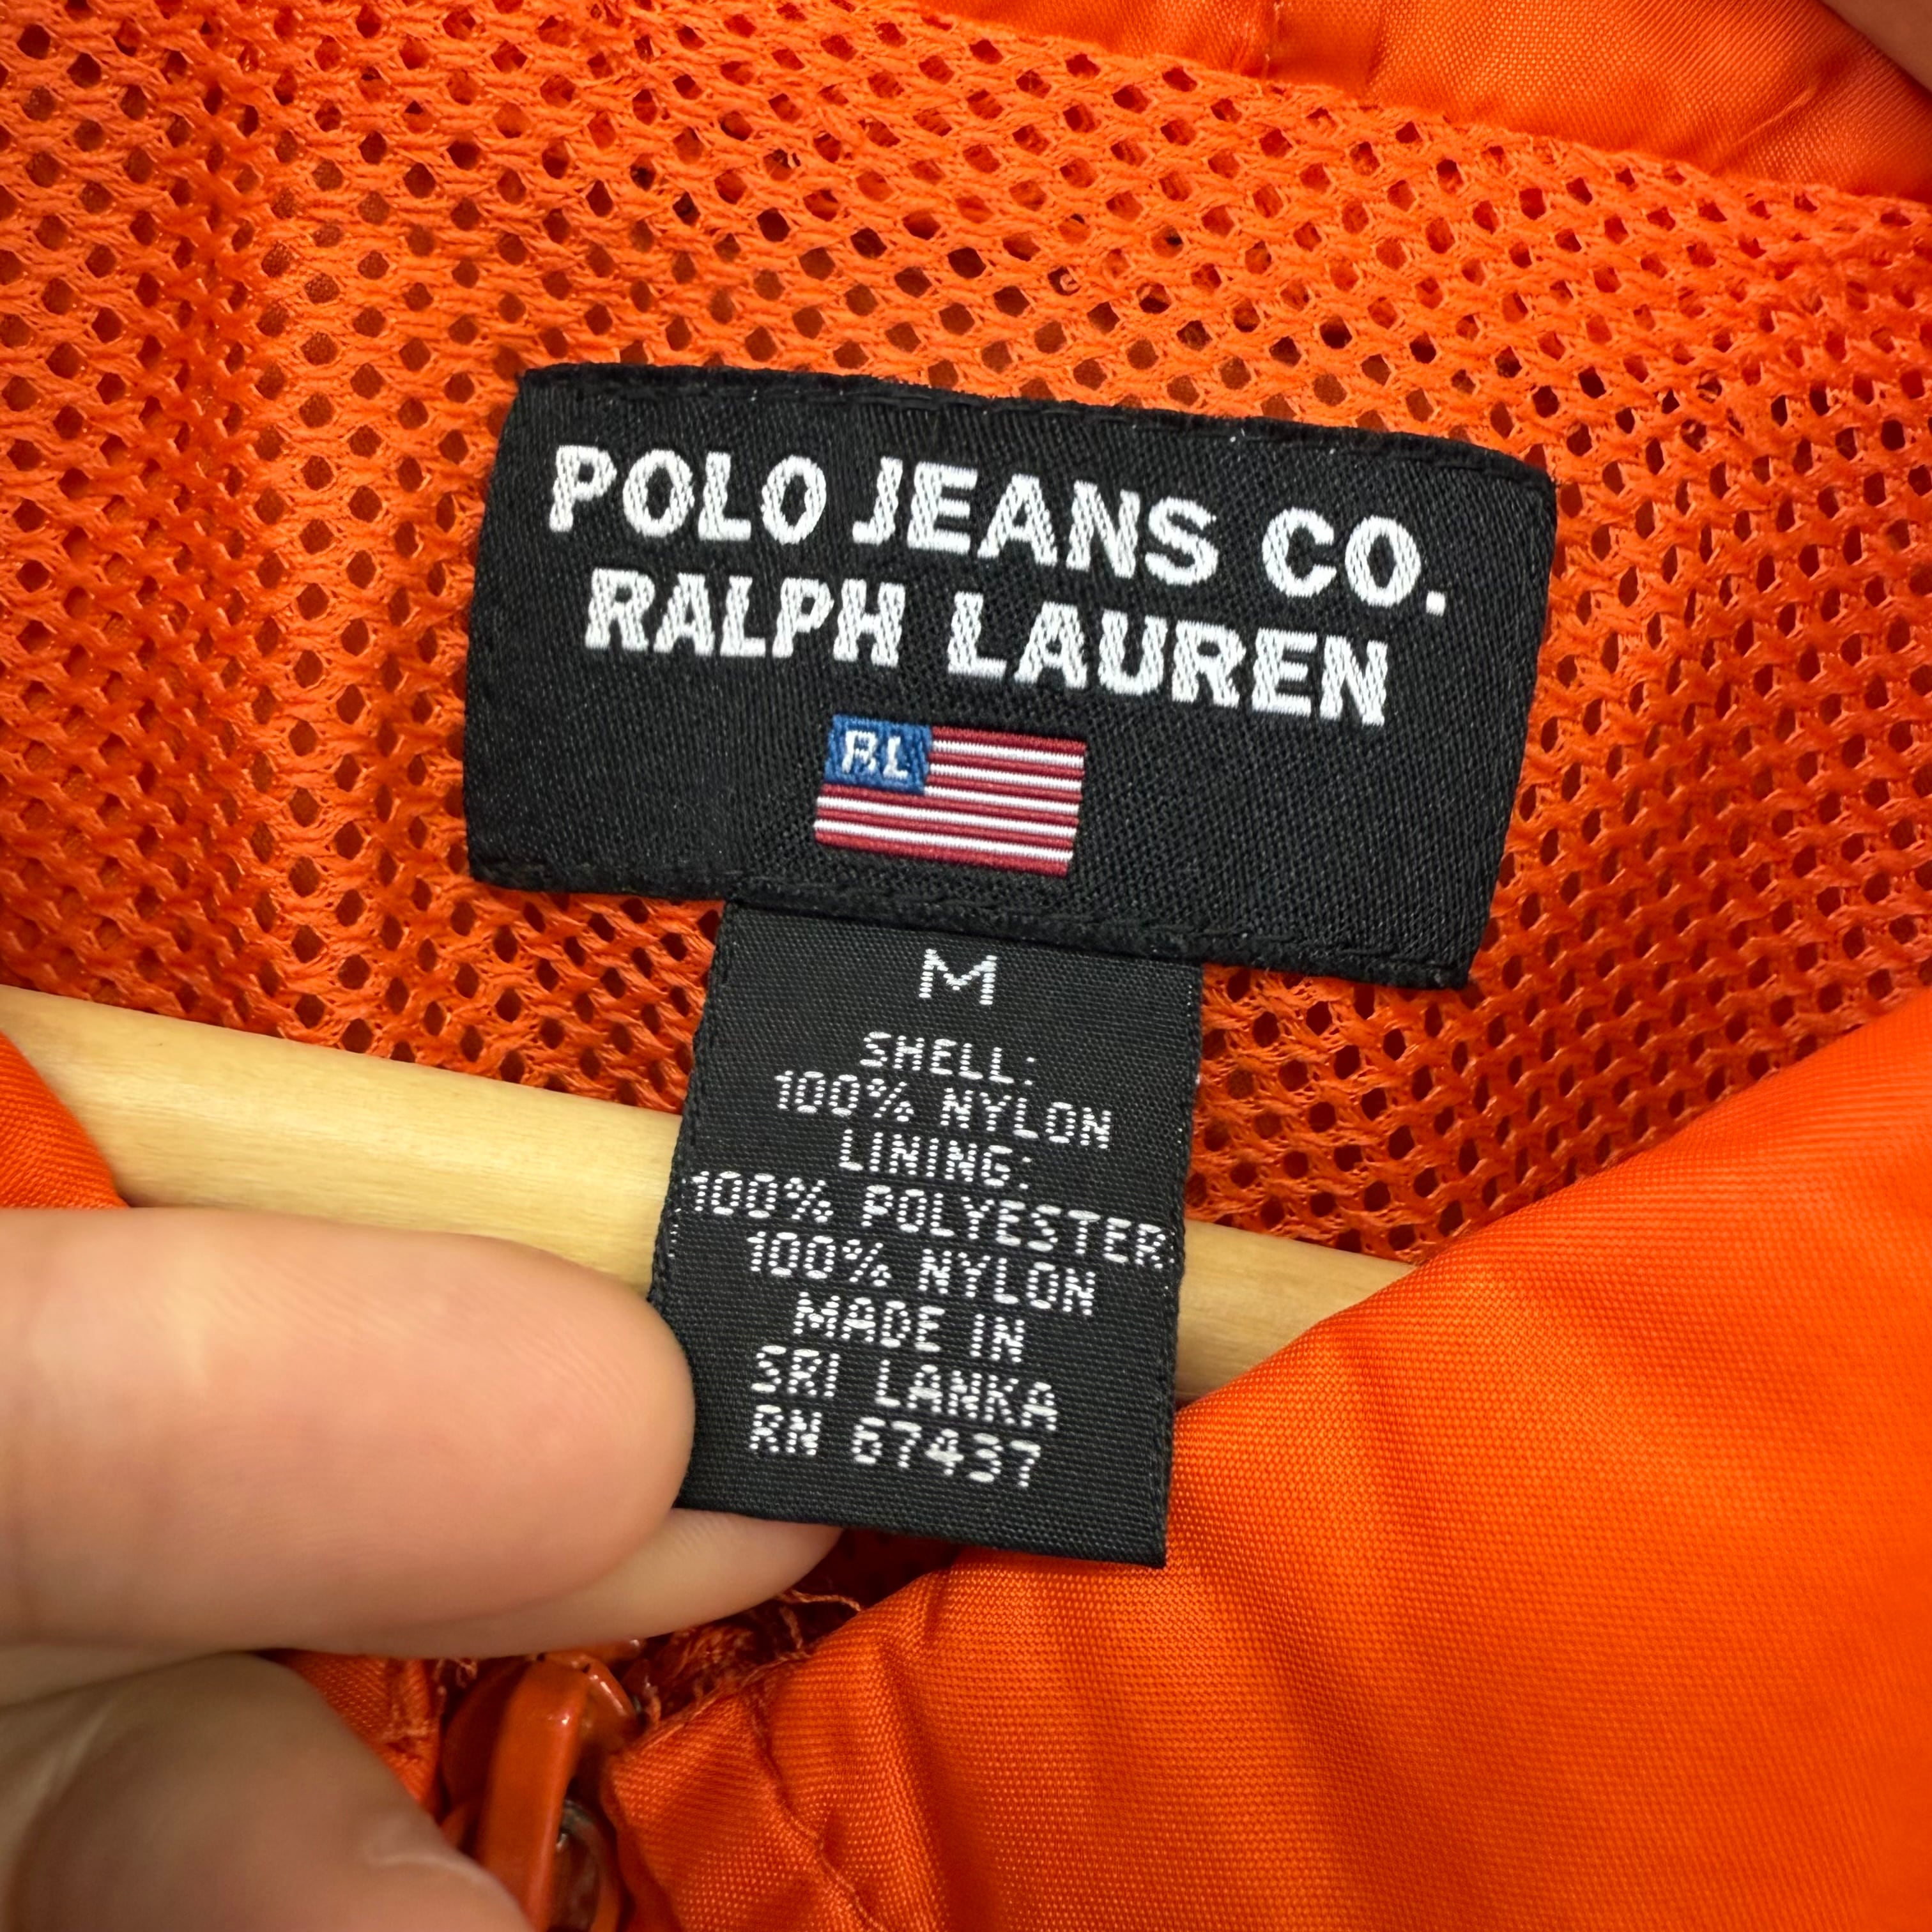 POLO JEANS CO.
RALPH LAUREN
RL
M
SHELL:
100% NYLON
LINING:
100% POLYESTER
100% NYLON
MADE IN
SRI LANKA
RN 67437